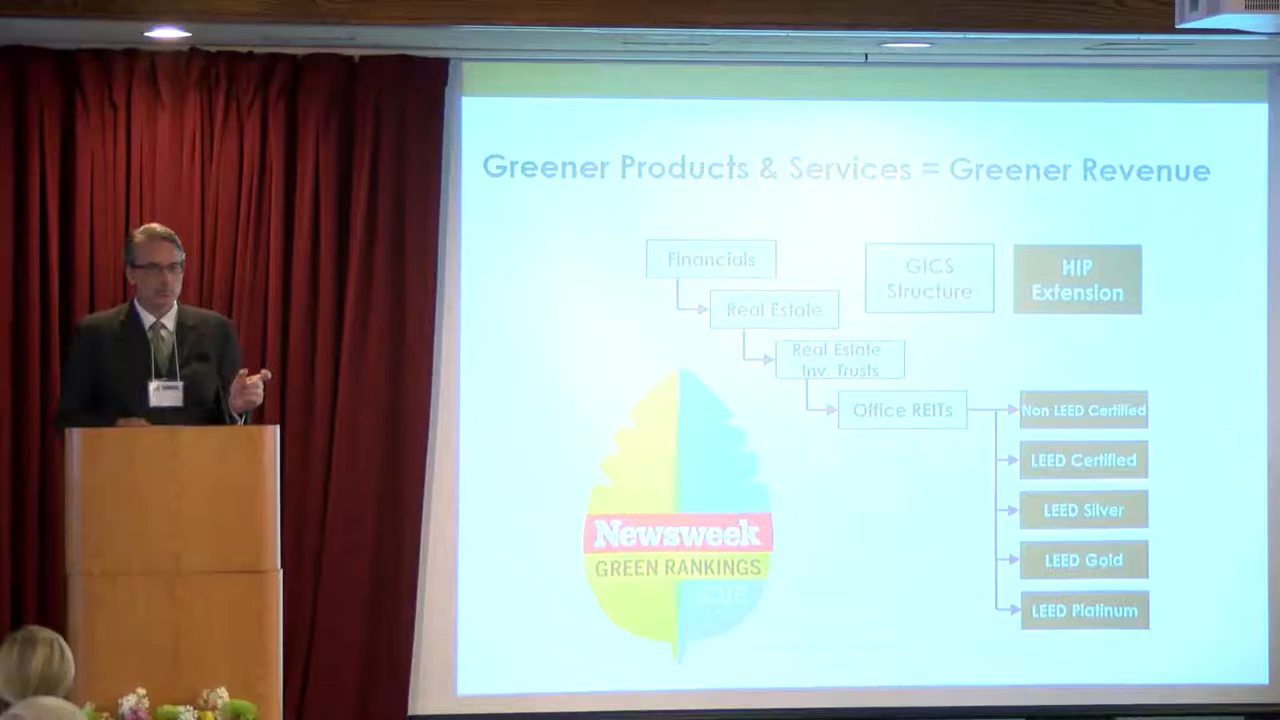 Greener Products & Services = Greener Revenue
Financials
GICS
Structure
HIP
Extension
Real Estate
Real Estate
Inv. Trusts
Office REITs
Non LEED Certified
LEED Certified
LEED Silver
LEED Gold
LEED Platinum
Newsweek
GREEN RANKINGS
2015